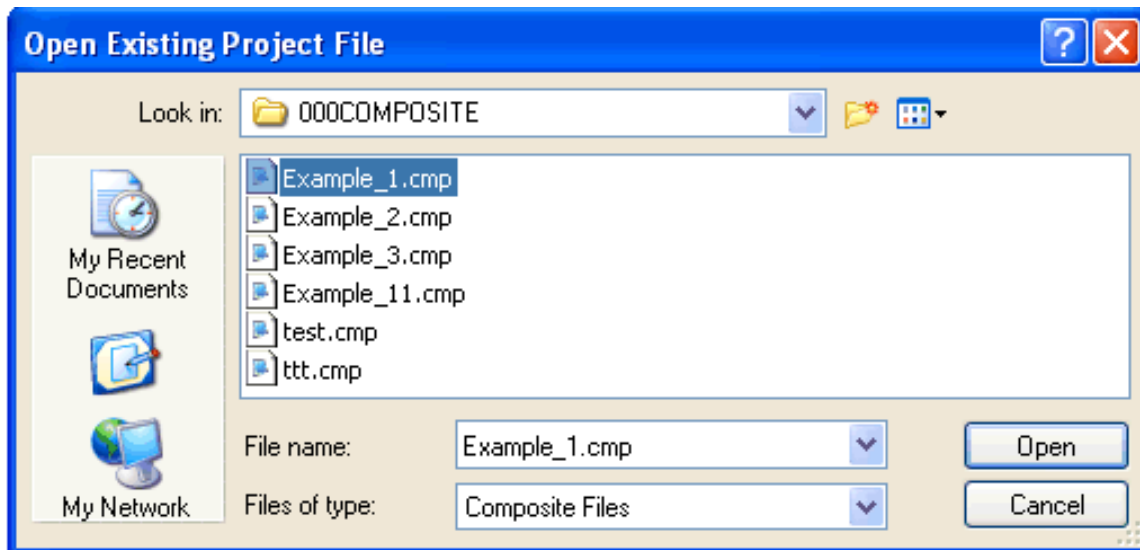 Open Existing Project File
Look in: 000COMPOSITE
My Recent
Documents
My Network
Example_1.cmp
Example_2.cmp
Example_3.cmp
Example_11.cmp
test.cmp
ttt.cmp
File name: Example_1.cmp Open
Files of type: Composite Files Cancel